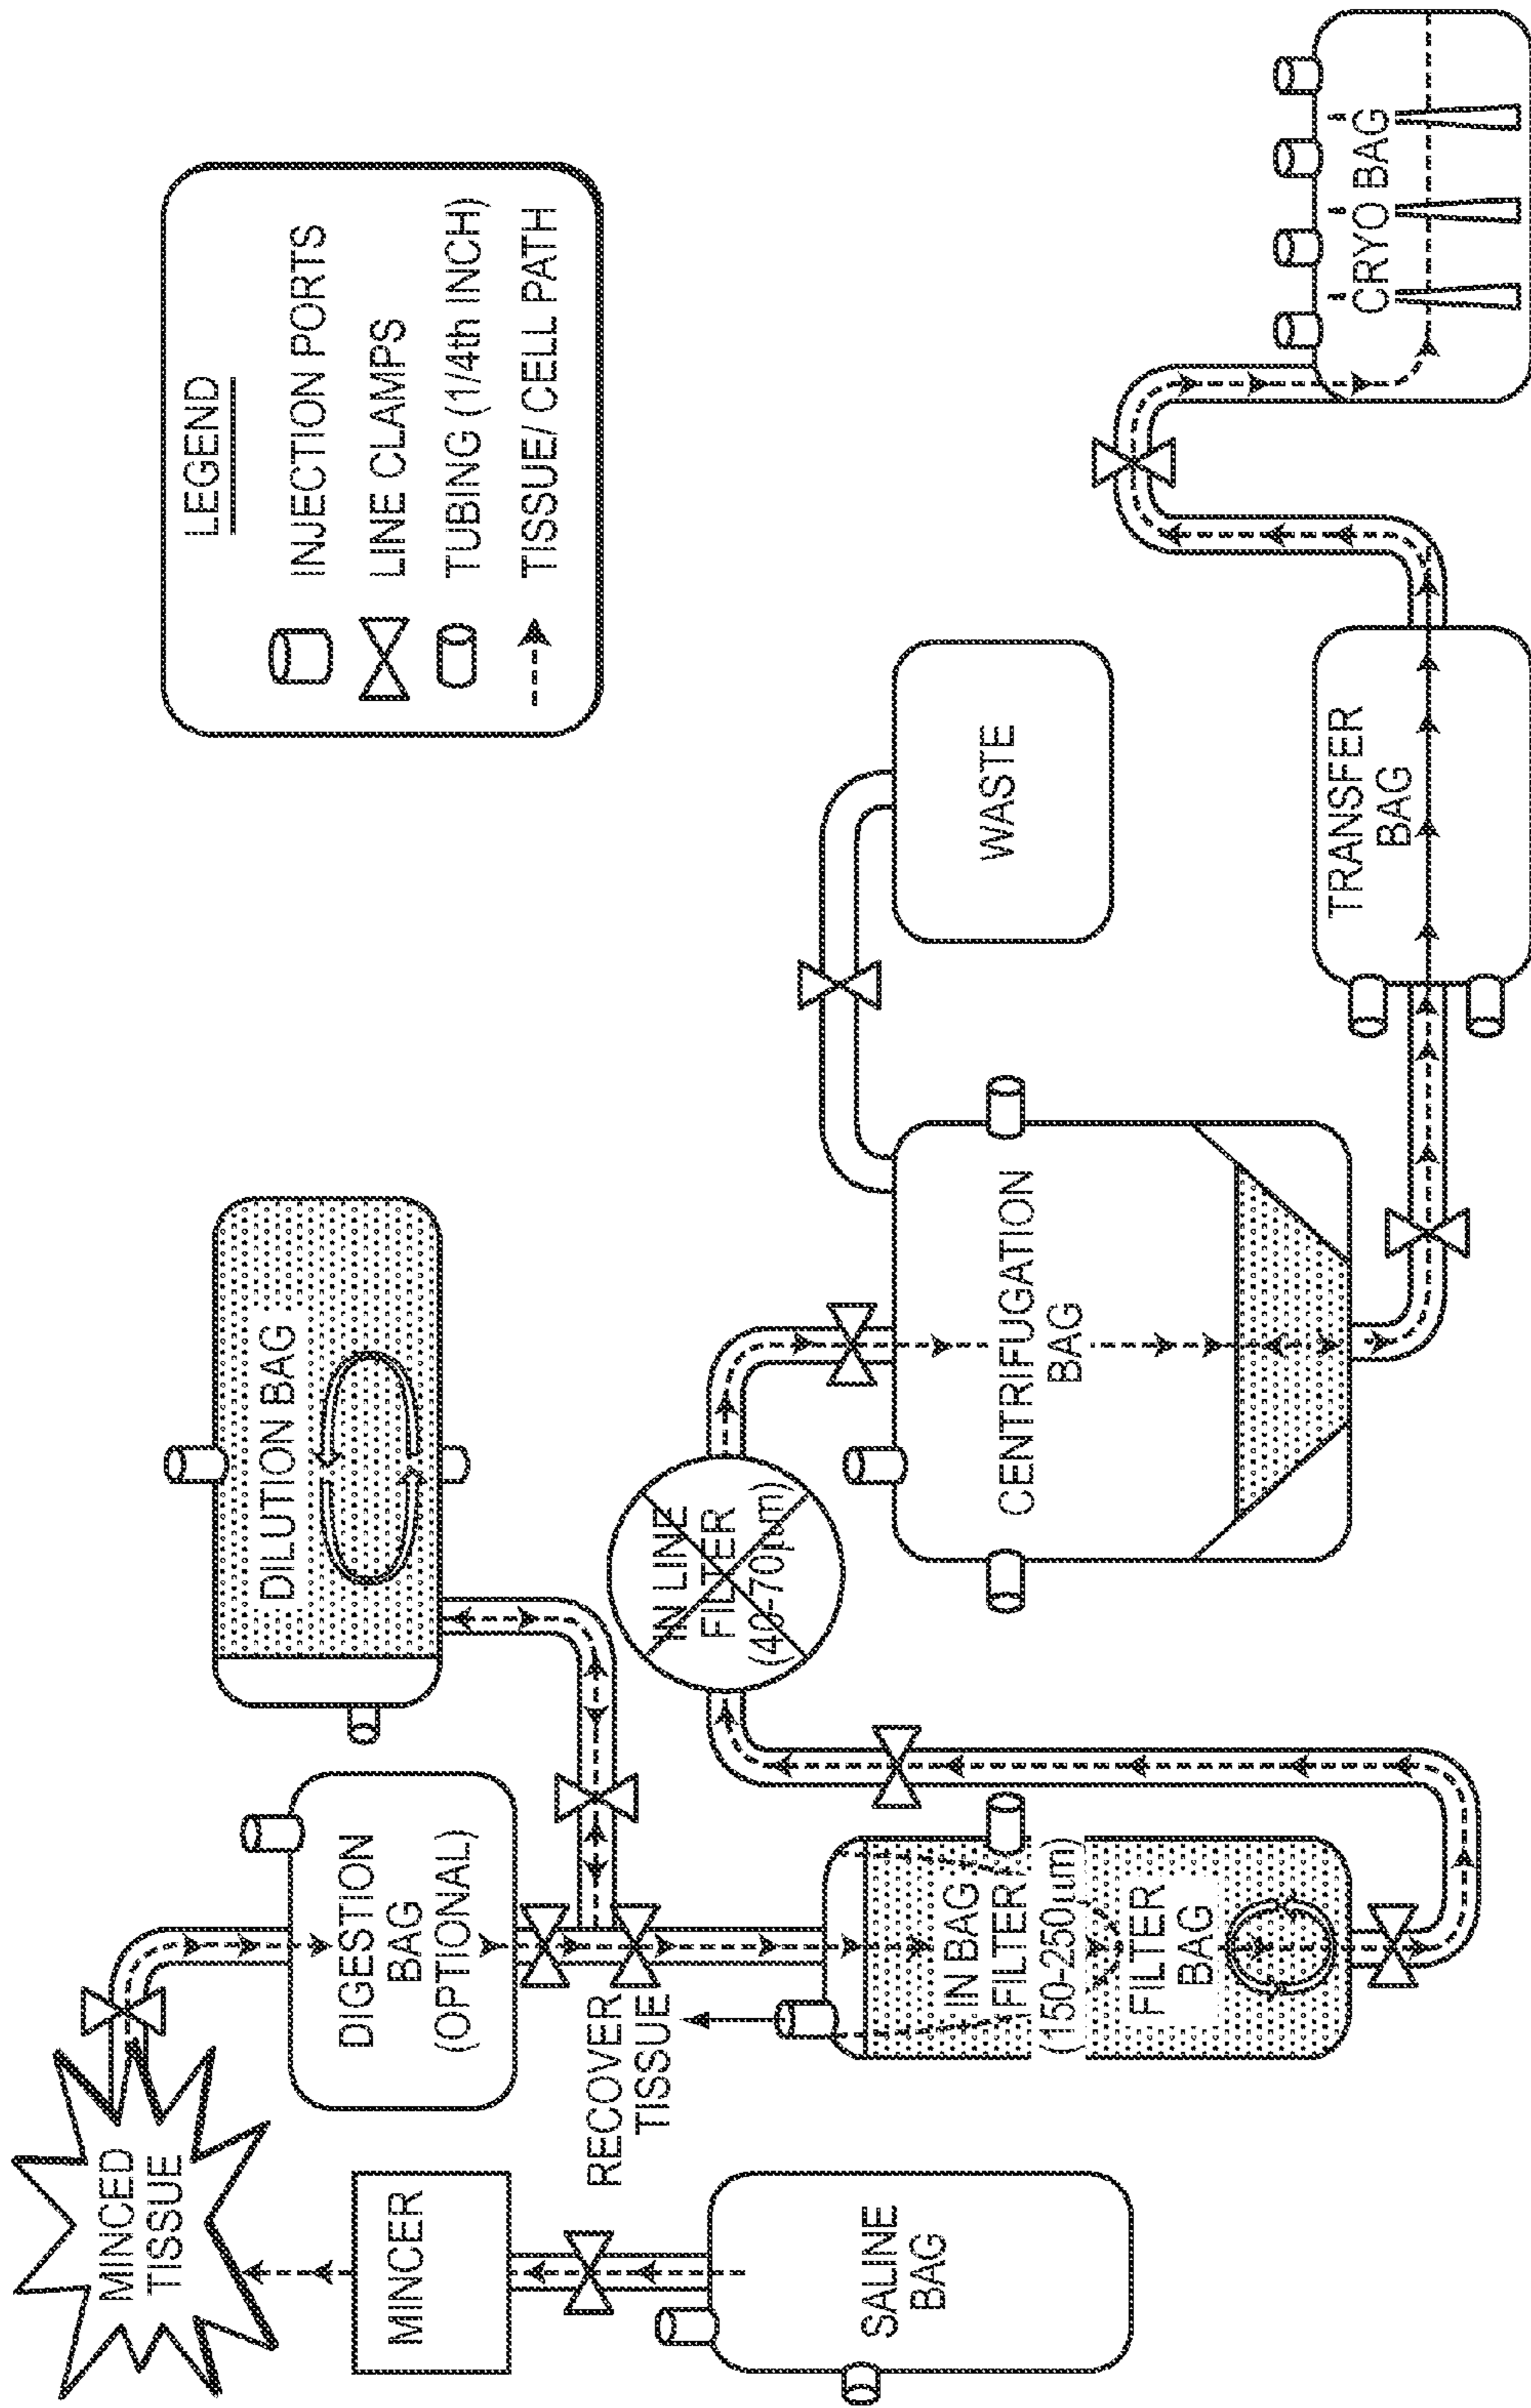 LEGEND
INJECTION PORTS
LINE CLAMPS
TUBING (1/4th INCH)
TISSUE/ CELL PATH
MINCED
TISSUE
MINCER
SALINE
BAG
DIGESTION
BAG
(OPTIONAL)
DILUTION BAG
RECOVER
TISSUE
IN BAG
FILTER
(150-250µm)
FILTER
BAG
IN LINE
FILTER
(40-70µm)
CENTRIFUGATION
BAG
WASTE
TRANSFER
BAG
CRYO BAG